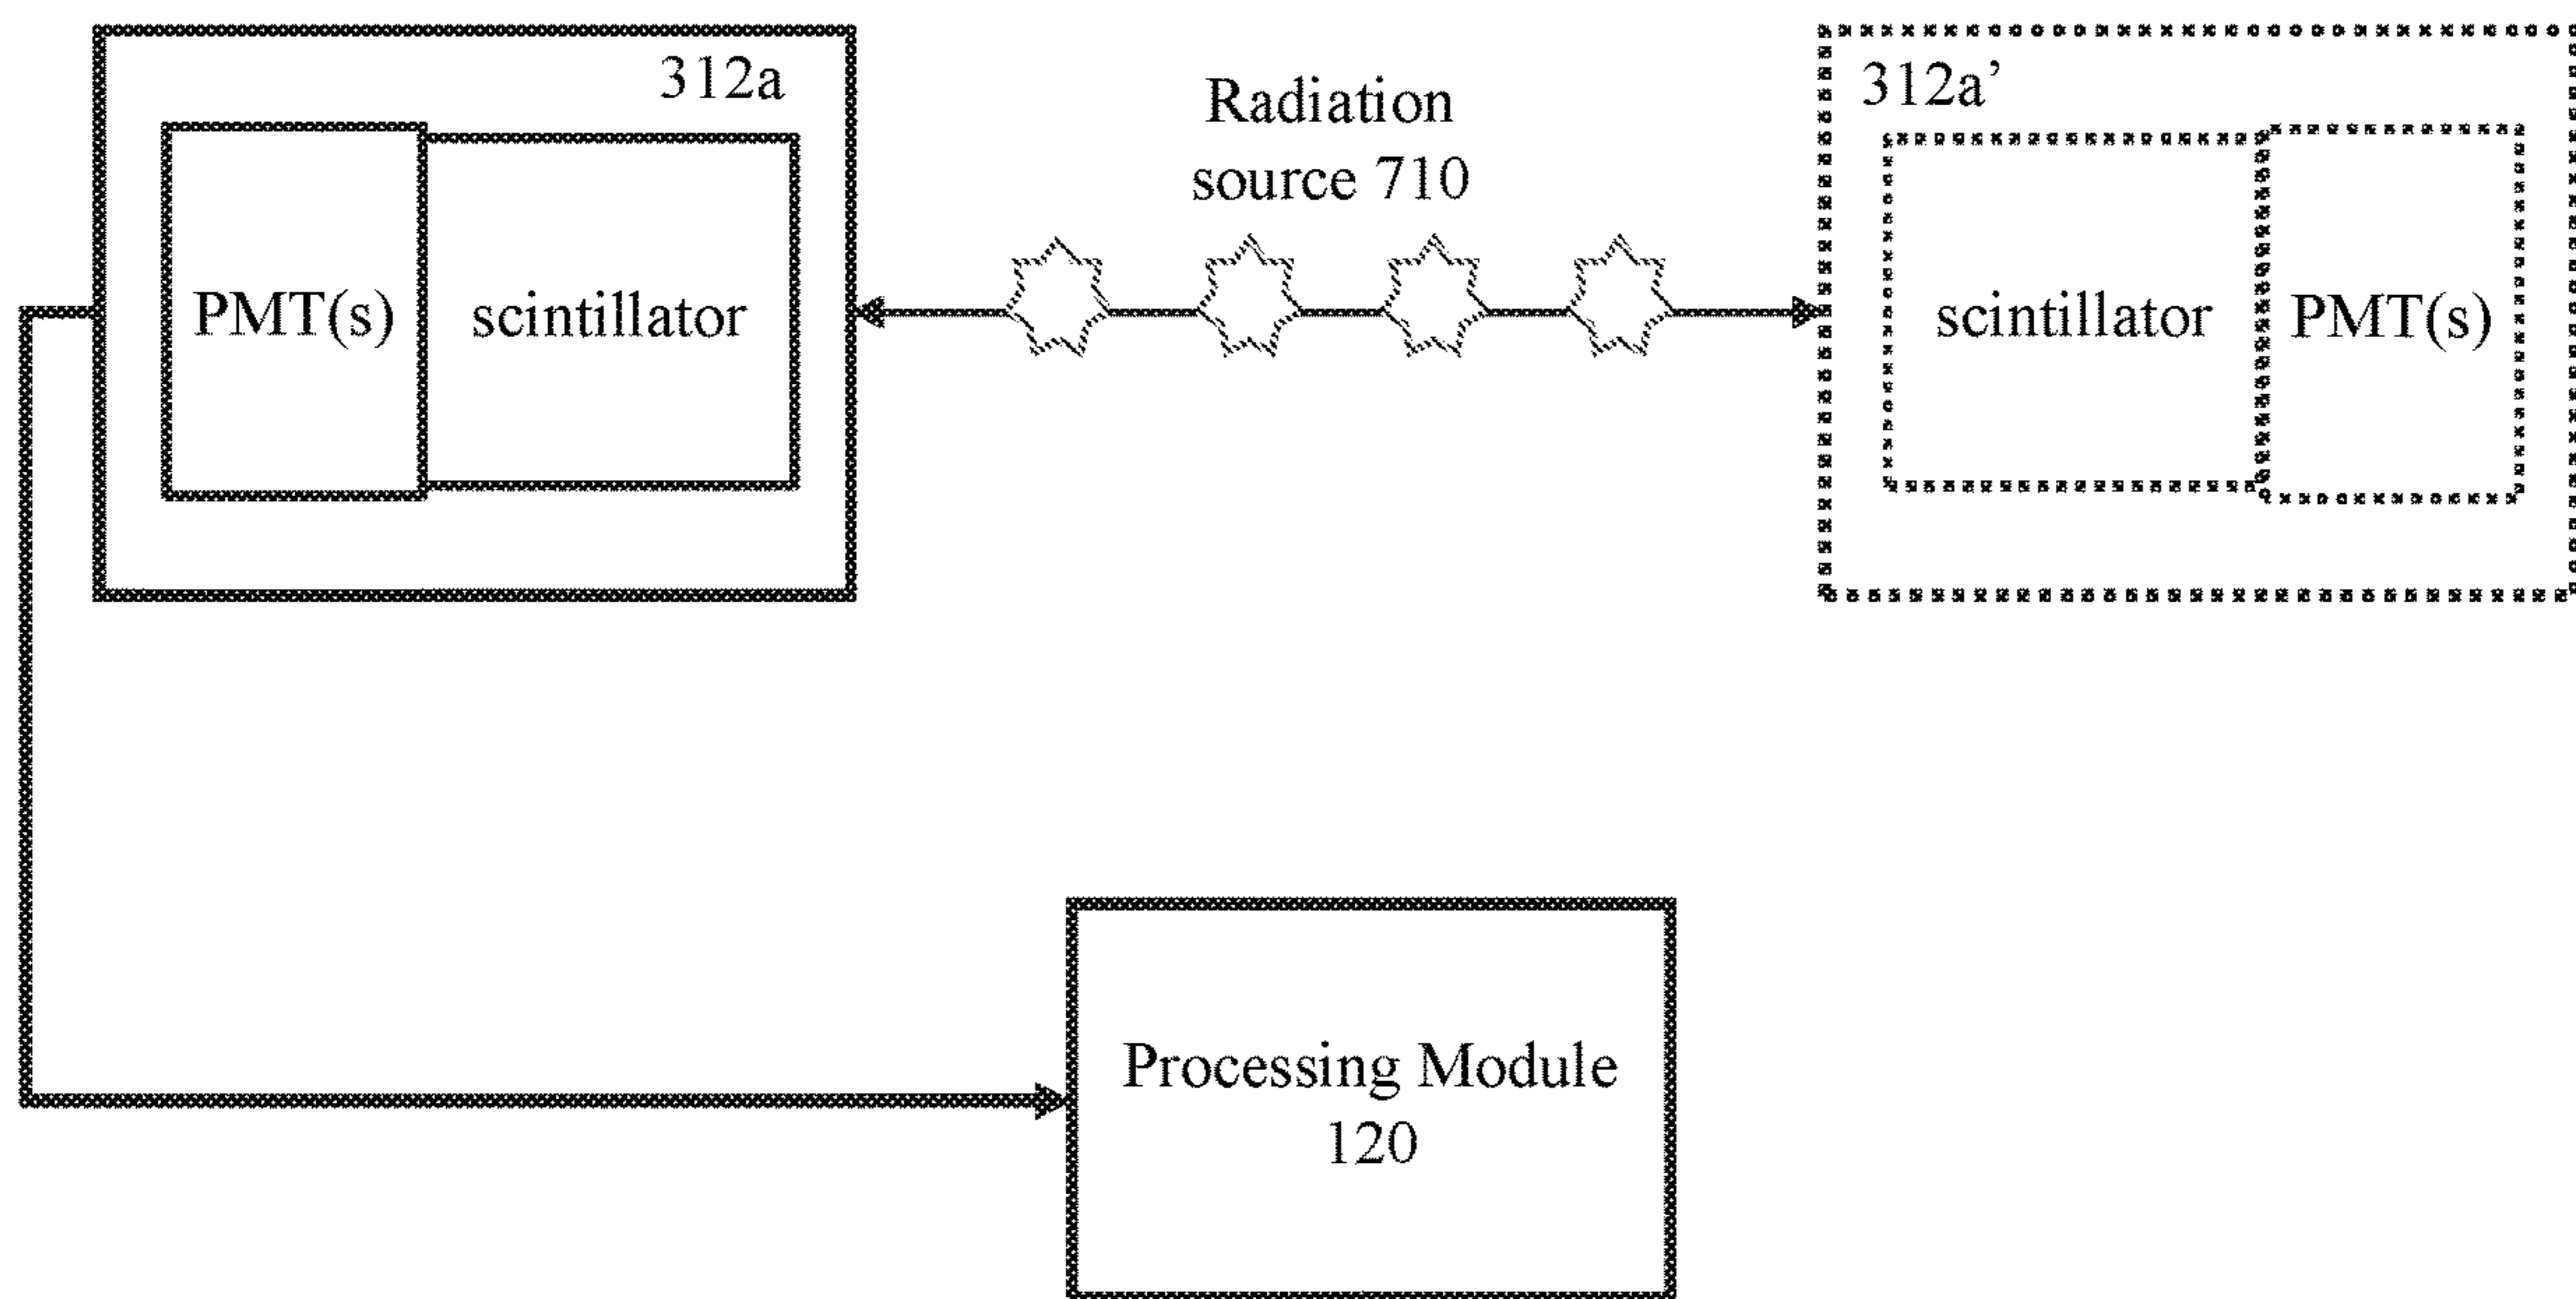 312a
PMT(s)
scintillator
Radiation
source 710
312a’
scintillator
PMT(s)
Processing Module
120